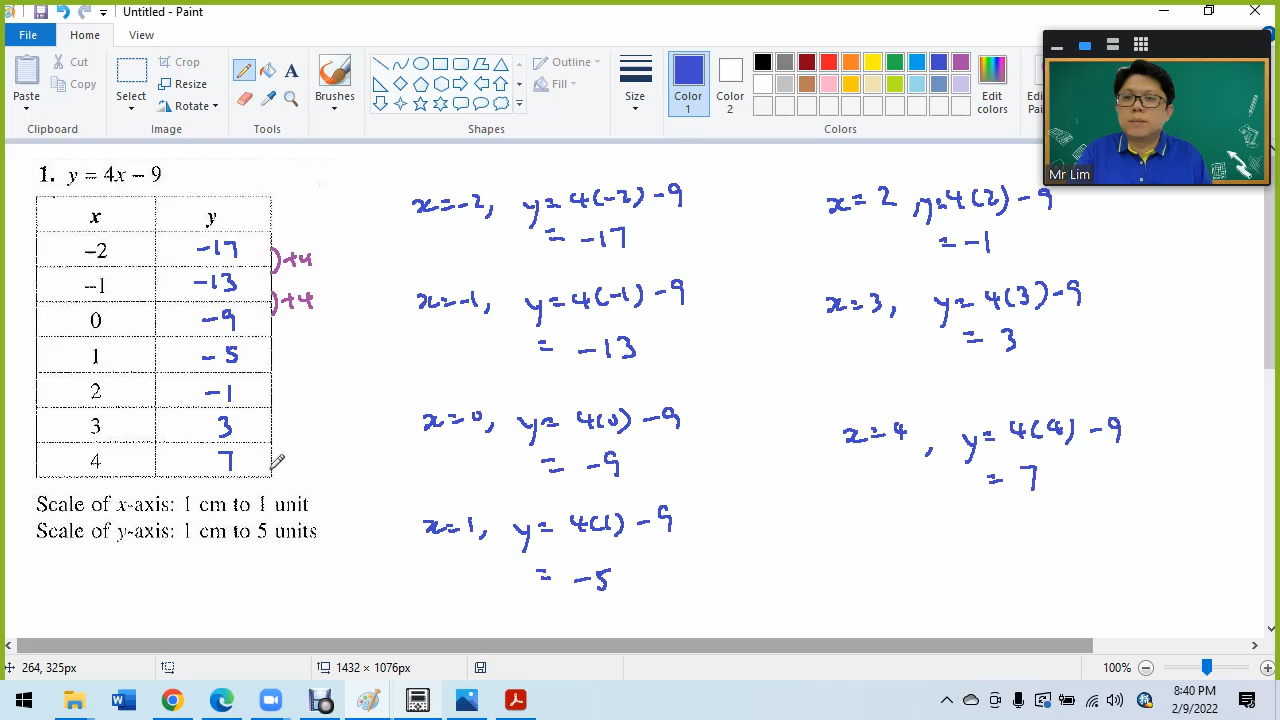 Untitled - Paint
File Home View
Paste
Cut
Copy
Clipboard
Select
Crop
Resize
Rotate
Image
A
Tools
Brushes
Outline
Fill
Shapes
Size
Color 1
Color 2
Edit colors
Colors
Mr Lim
1. y = 4x − 9
x y
−2 −17
−1 −13
0 −9
1 −5
2 −1
3 3
4 7
+4
+4
Scale of x-axis: 1 cm to 1 unit
Scale of y-axis: 1 cm to 5 units
x=-2, y=4(-2)-9
= -17
x=-1, y=4(-1)-9
= -13
x=0, y=4(0)-9
= -9
x=1, y=4(1)-9
= -5
x=2, y=4(2)-9
= -1
x=3, y=4(3)-9
= 3
x=4, y=4(4)-9
= 7
264, 325px
1432 × 1076px
100%
8:40 PM
2/9/2022